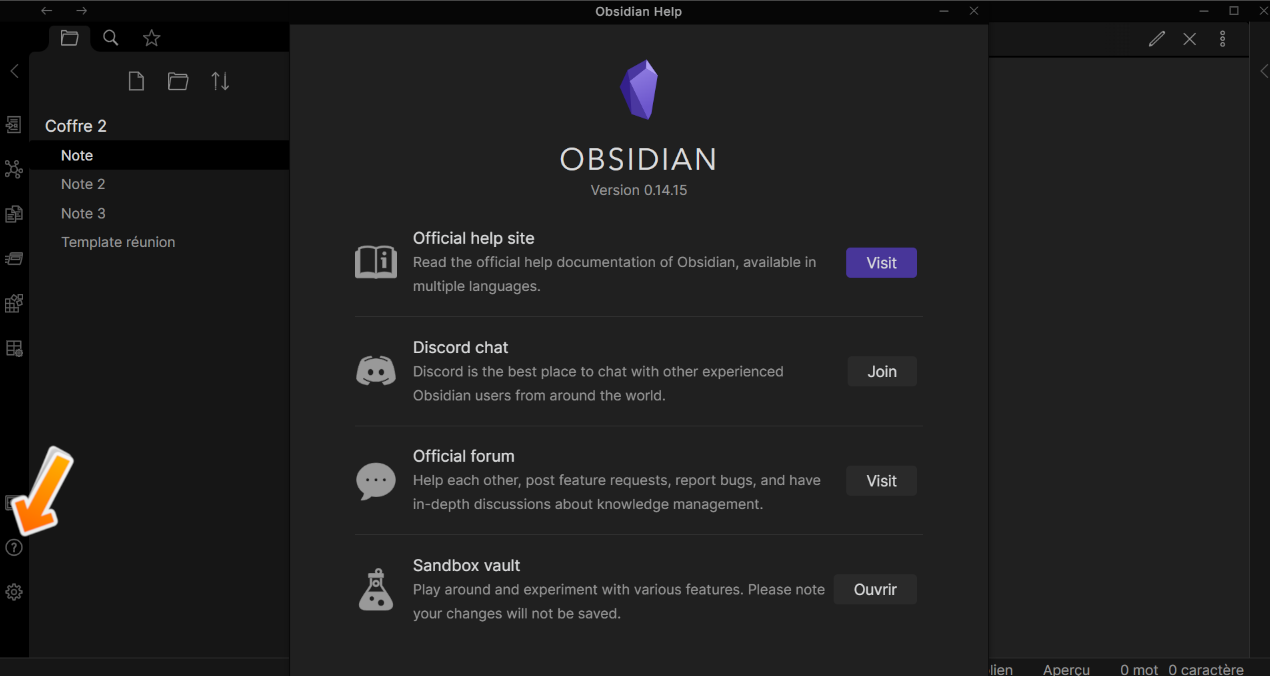 Obsidian Help
Coffre 2
Note
Note 2
Note 3
Template réunion
OBSIDIAN
Version 0.14.15
Official help site
Read the official help documentation of Obsidian, available in
multiple languages.
Visit
Discord chat
Discord is the best place to chat with other experienced
Obsidian users from around the world.
Join
Official forum
Help each other, post feature requests, report bugs, and have
in-depth discussions about knowledge management.
Visit
Sandbox vault
Play around and experiment with various features. Please note
your changes will not be saved.
Ouvrir
lien Aperçu 0 mot 0 caractère